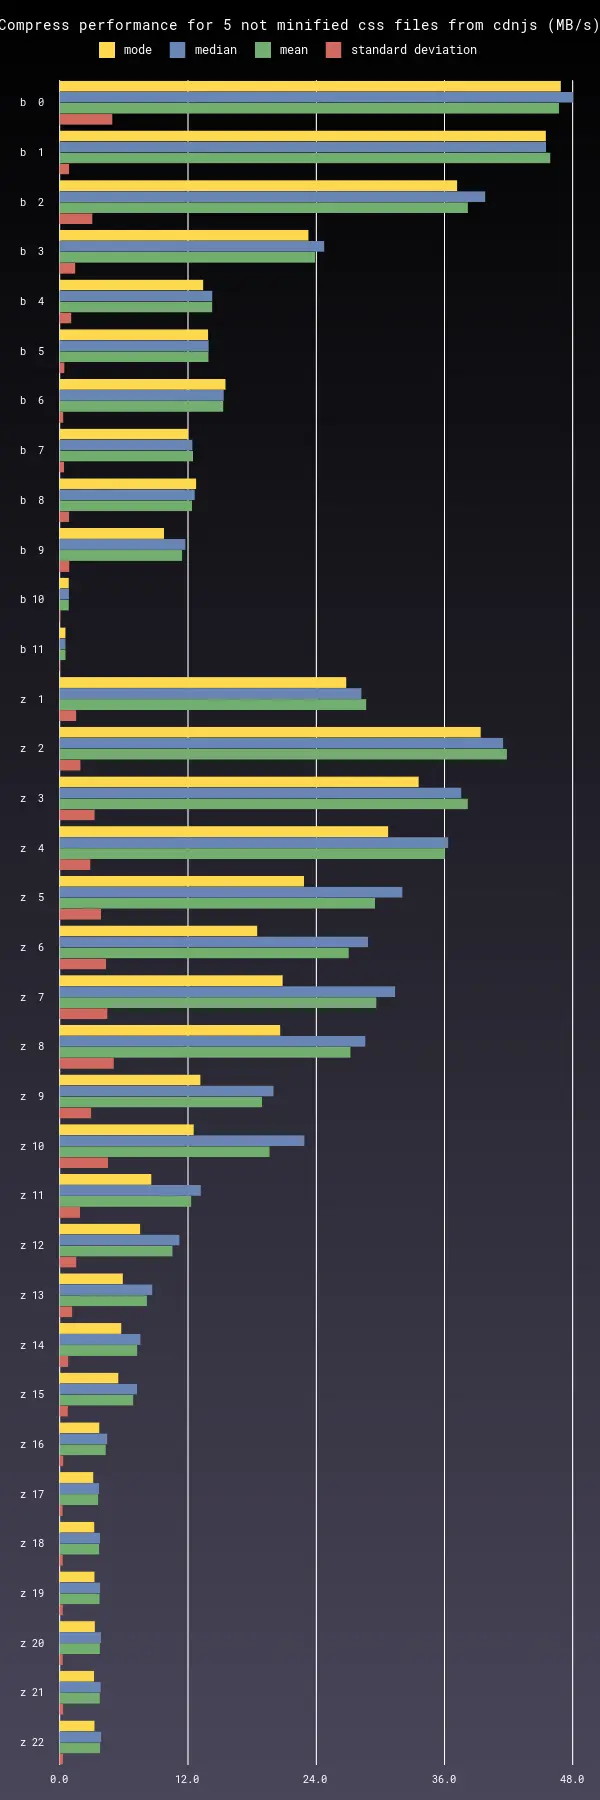 Compress performance for 5 not minified css files from cdnjs (MB/s)
mode median mean standard deviation
b 0
b 1
b 2
b 3
b 4
b 5
b 6
b 7
b 8
b 9
b 10
b 11
z 1
z 2
z 3
z 4
z 5
z 6
z 7
z 8
z 9
z 10
z 11
z 12
z 13
z 14
z 15
z 16
z 17
z 18
z 19
z 20
z 21
z 22
0.0 12.0 24.0 36.0 48.0